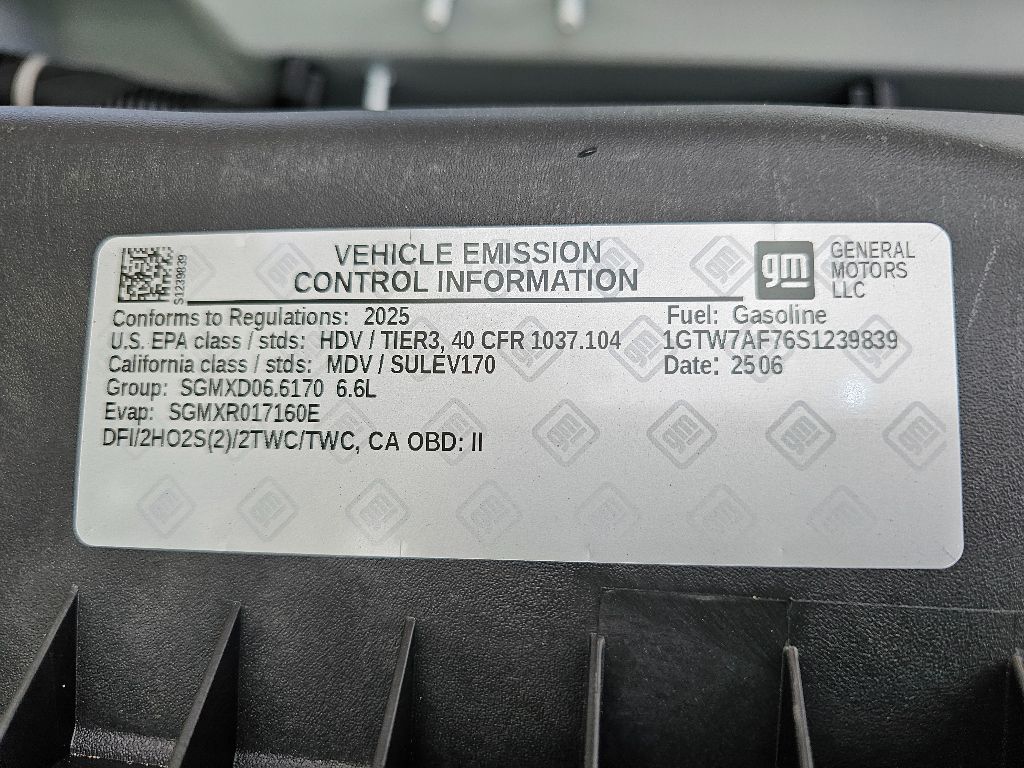 S1239839
VEHICLE EMISSION
CONTROL INFORMATION
gm
GENERAL
MOTORS
LLC
Conforms to Regulations: 2025
U.S. EPA class / stds: HDV / TIER3, 40 CFR 1037.104
California class / stds: MDV / SULEV170
Group: SGMXD06.6170 6.6L
Evap: SGMXR017160E
DFI/2HO2S(2)/2TWC/TWC, CA OBD: II
Fuel: Gasoline
1GTW7AF76S1239839
Date: 2506